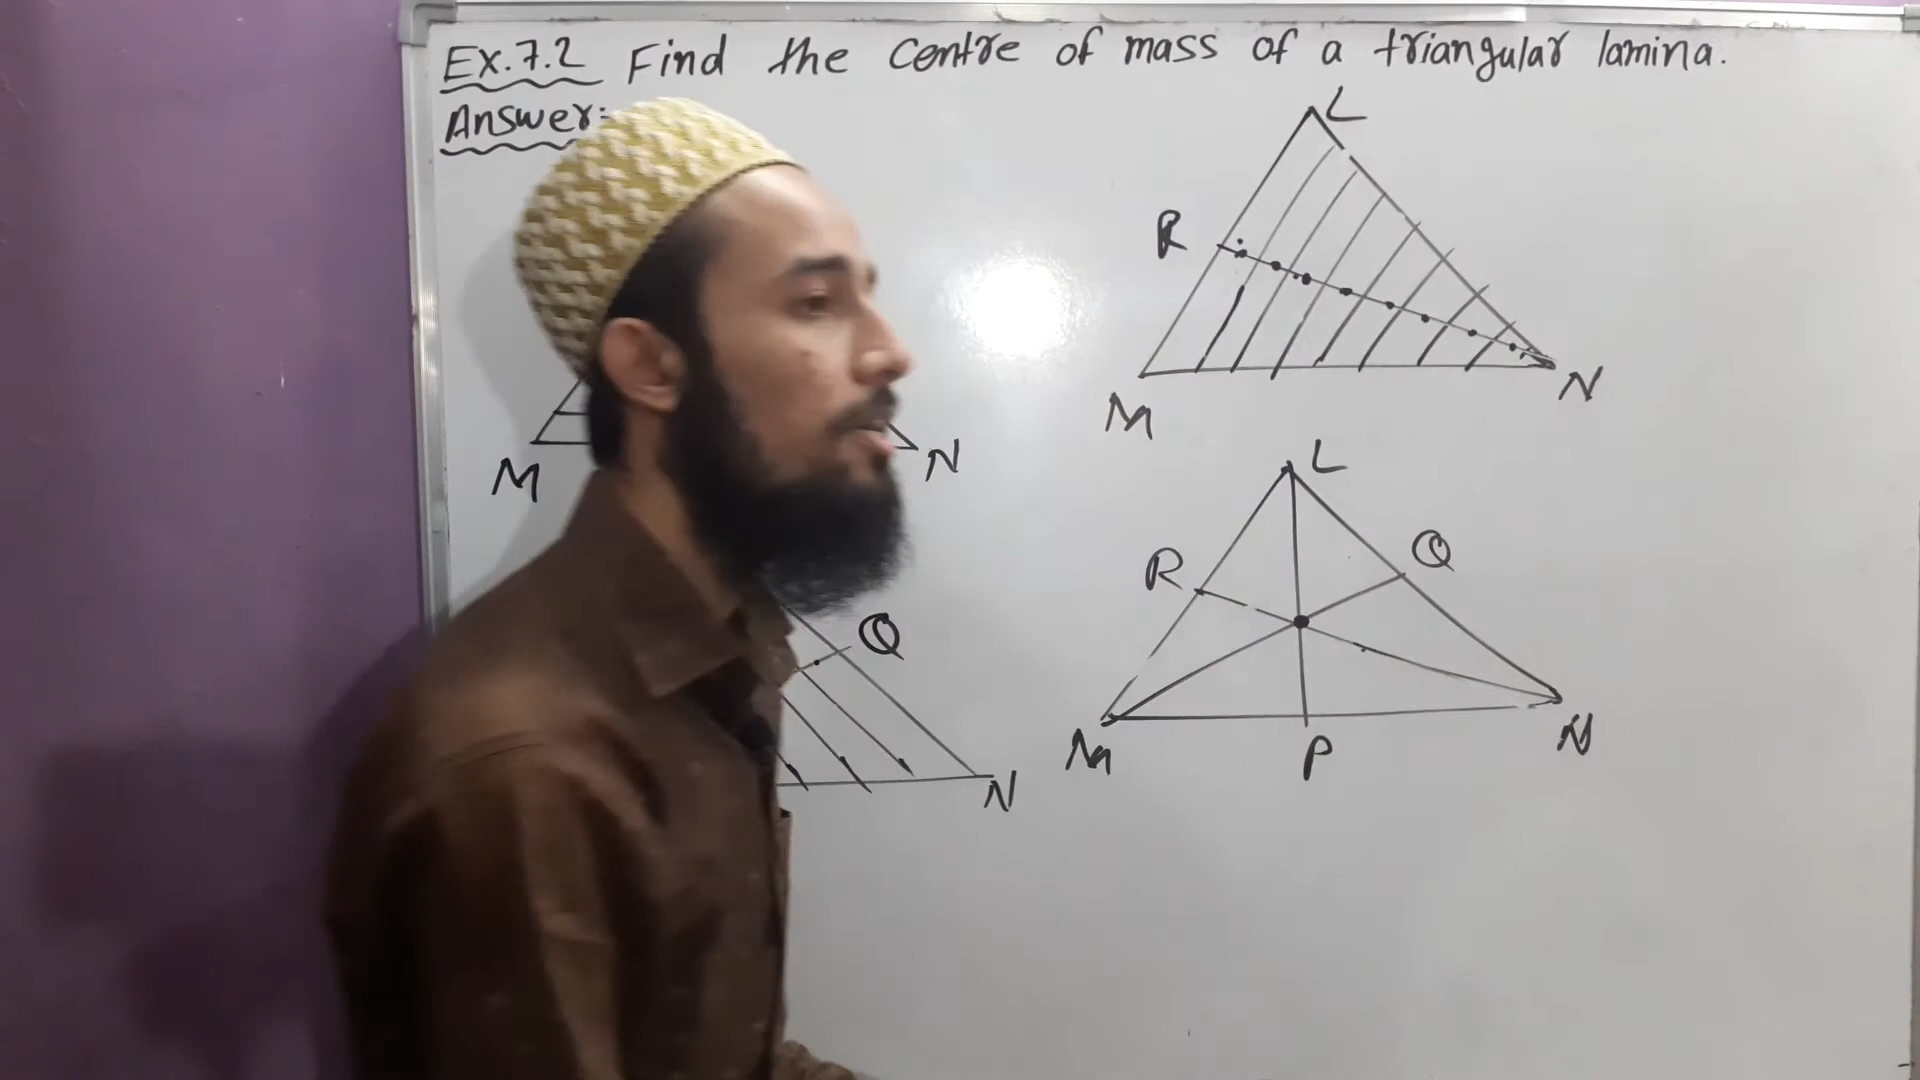 Ex.7.2 Find the centre of mass of a triangular lamina.
Answer:
L
R
M N
M N
L
R Q
Q
M P N
N